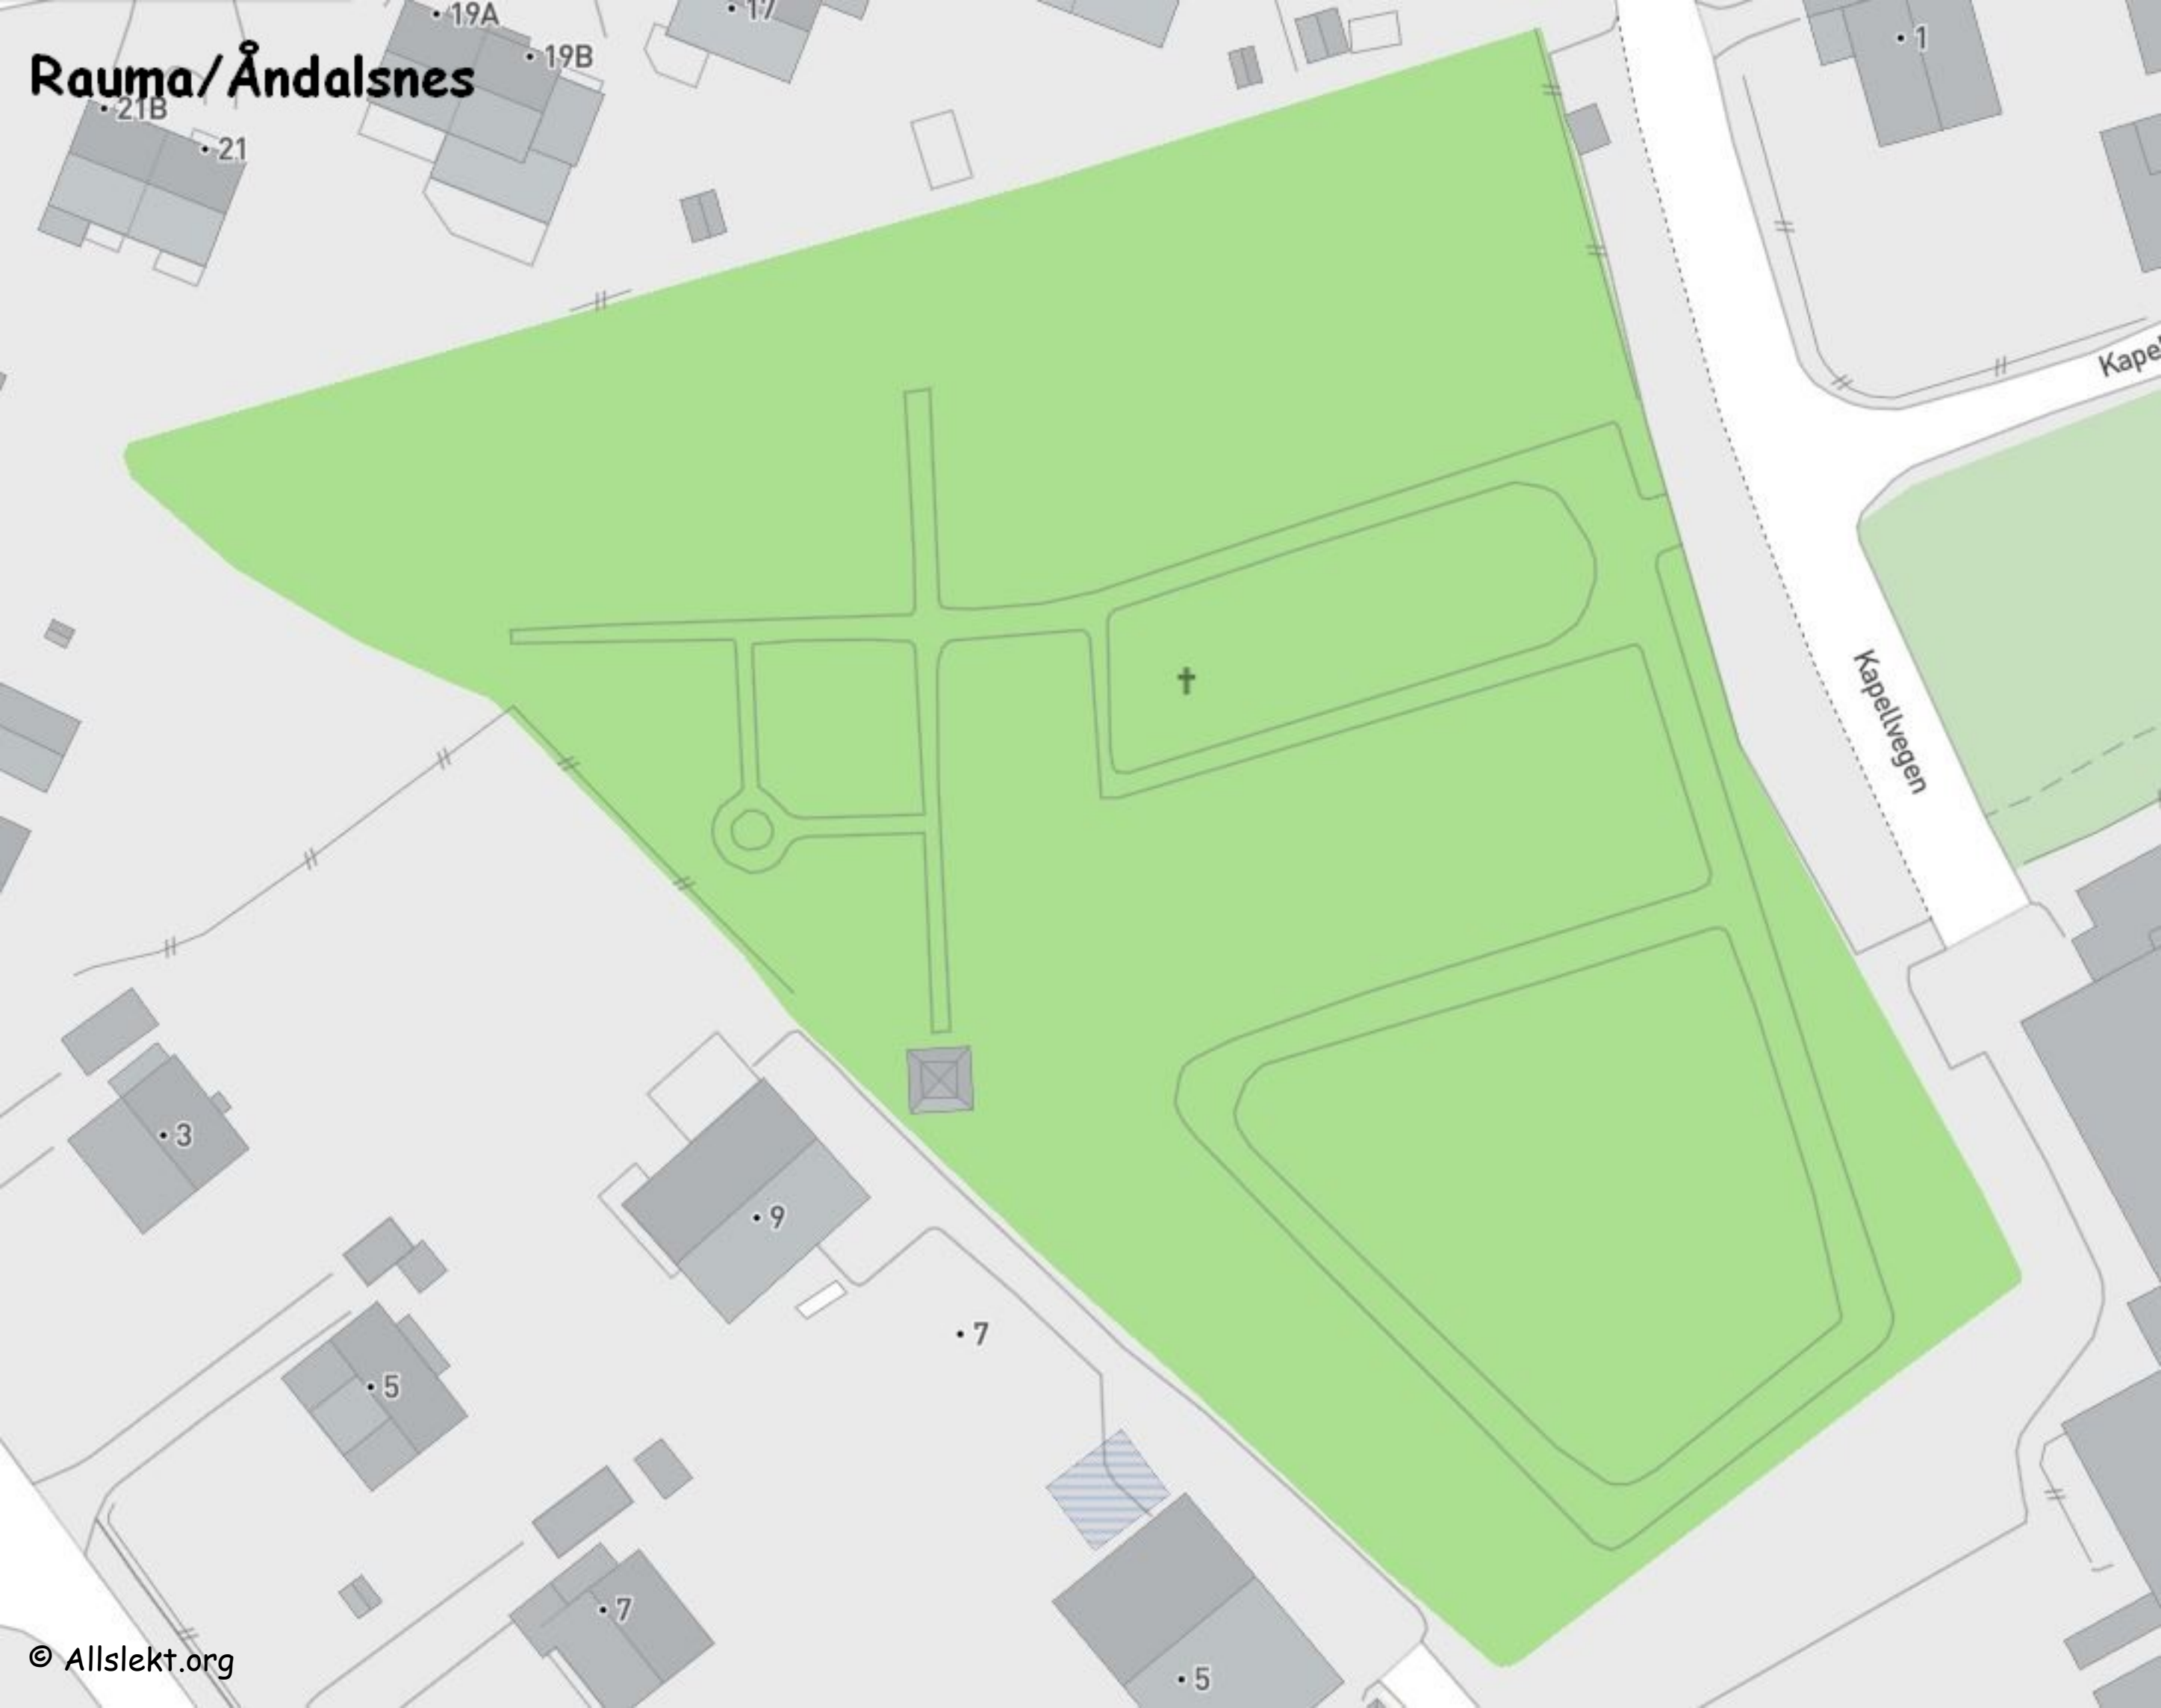 19A
17
1
19B
Rauma/Åndalsnes
21B
21
Kape
Kapellvegen
3
9
7
5
7
5
© Allslekt.org